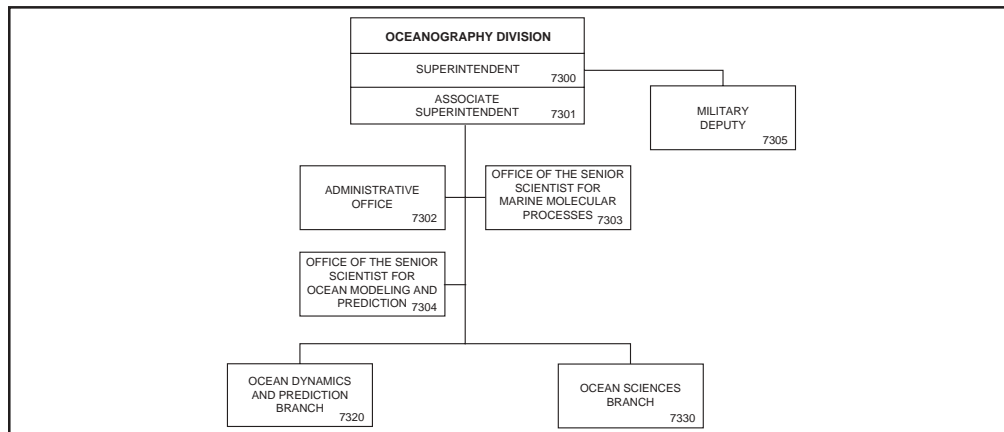 OCEANOGRAPHY DIVISION
SUPERINTENDENT
7300
ASSOCIATE
SUPERINTENDENT
7301
MILITARY
DEPUTY
7305
ADMINISTRATIVE
OFFICE
7302
OFFICE OF THE SENIOR
SCIENTIST FOR
MARINE MOLECULAR
PROCESSES
7303
OFFICE OF THE SENIOR
SCIENTIST FOR
OCEAN MODELING AND
PREDICTION
7304
OCEAN DYNAMICS
AND PREDICTION
BRANCH
7320
OCEAN SCIENCES
BRANCH
7330